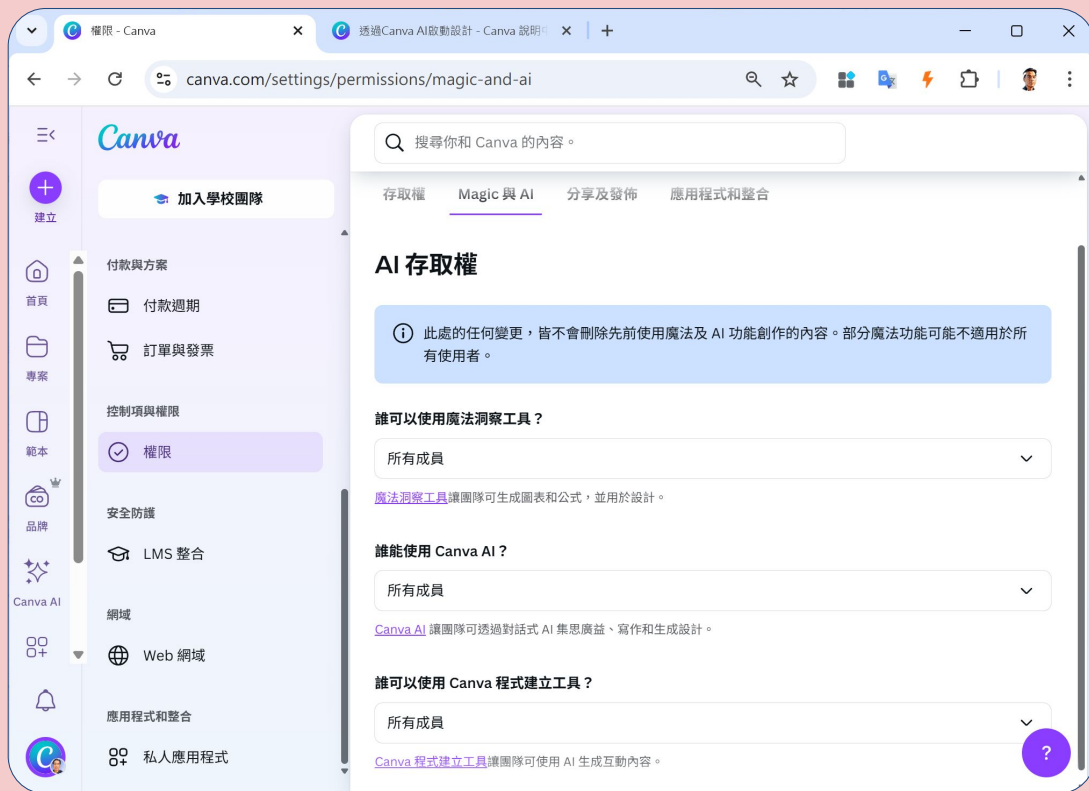 權限 - Canva
透過Canva AI啟動設計 - Canva 說明
canva.com/settings/permissions/magic-and-ai
Canva
搜尋你和 Canva 的內容。
建立
加入學校團隊
存取權 Magic 與 AI 分享及發佈 應用程式和整合
首頁
專案
範本
品牌
Canva AI
付款與方案
付款週期
訂單與發票
控制項與權限
權限
安全防護
LMS 整合
網域
Web 網域
應用程式和整合
私人應用程式
AI 存取權
此處的任何變更，皆不會刪除先前使用魔法及 AI 功能創作的內容。部分魔法功能可能不適用於所
有使用者。
誰可以使用魔法洞察工具？
所有成員
魔法洞察工具讓團隊可生成圖表和公式，並用於設計。
誰能使用 Canva AI？
所有成員
Canva AI 讓團隊可透過對話式 AI 集思廣益、寫作和生成設計。
誰可以使用 Canva 程式建立工具？
所有成員
Canva 程式建立工具讓團隊可使用 AI 生成互動內容。
?